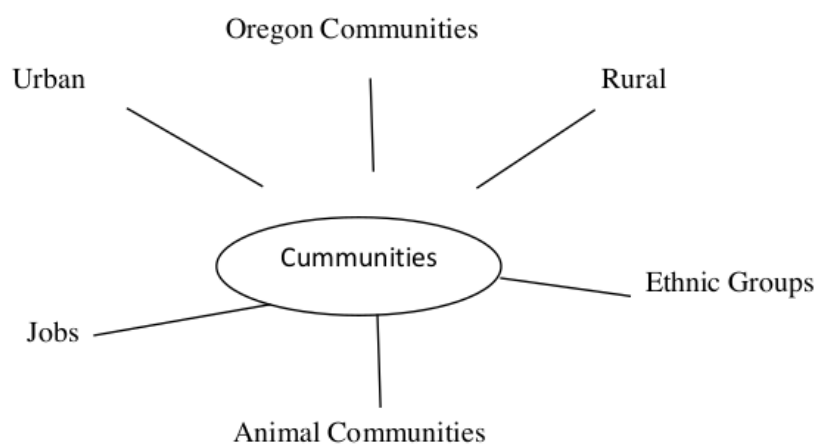 Oregon Communities
Urban
Rural
Cummunities
Ethnic Groups
Jobs
Animal Communities